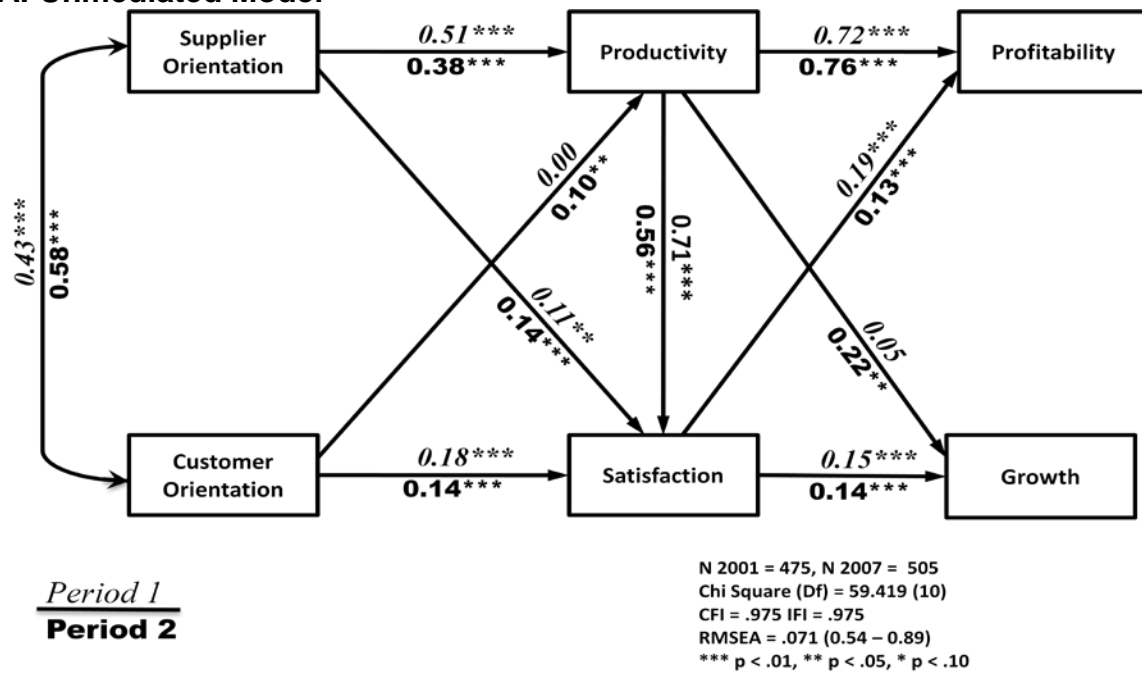 A. Unmediated Model
Supplier
Orientation
0.51***
0.38***
Productivity
0.72***
0.76***
Profitability
0.43***
0.58***
0.00
0.10**
0.11**
0.14***
0.56***
0.71***
0.19***
0.13***
0.05
0.22**
Customer
Orientation
0.18***
0.14***
Satisfaction
0.15***
0.14***
Growth
Period 1
Period 2
N 2001 = 475, N 2007 = 505
Chi Square (Df) = 59.419 (10)
CFI = .975 IFI = .975
RMSEA = .071 (0.54 – 0.89)
*** p < .01, ** p < .05, * p < .10